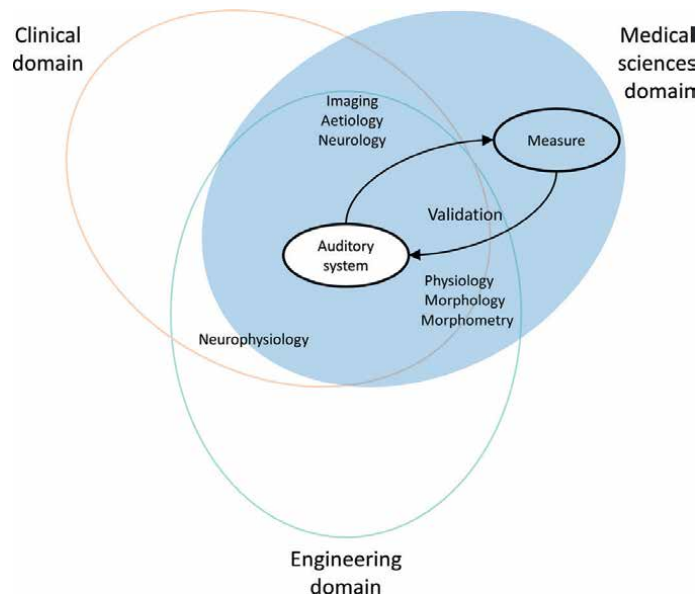 Clinical
domain
Medical
sciences
domain
Imaging
Aetiology
Neurology
Measure
Validation
Auditory
system
Physiology
Morphology
Morphometry
Neurophysiology
Engineering
domain